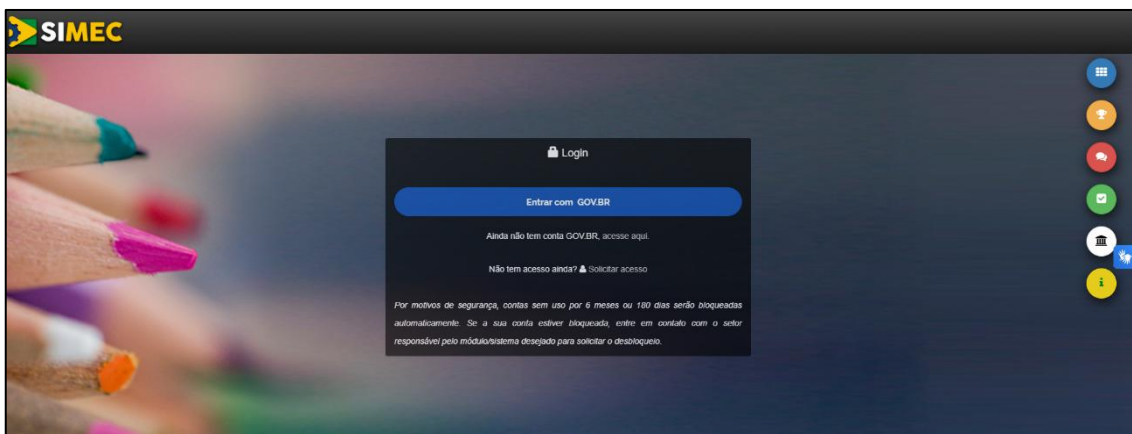 SIMEC
Login
Entrar com GOV.BR
Ainda não tem conta GOV.BR, acesse aqui.
Não tem acesso ainda? Solicitar acesso
Por motivos de segurança, contas sem uso por 6 meses ou 180 dias serão bloqueadas
automaticamente. Se a sua conta estiver bloqueada, entre em contato com o setor
responsável pelo módulo/sistema desejado para solicitar o desbloqueio.